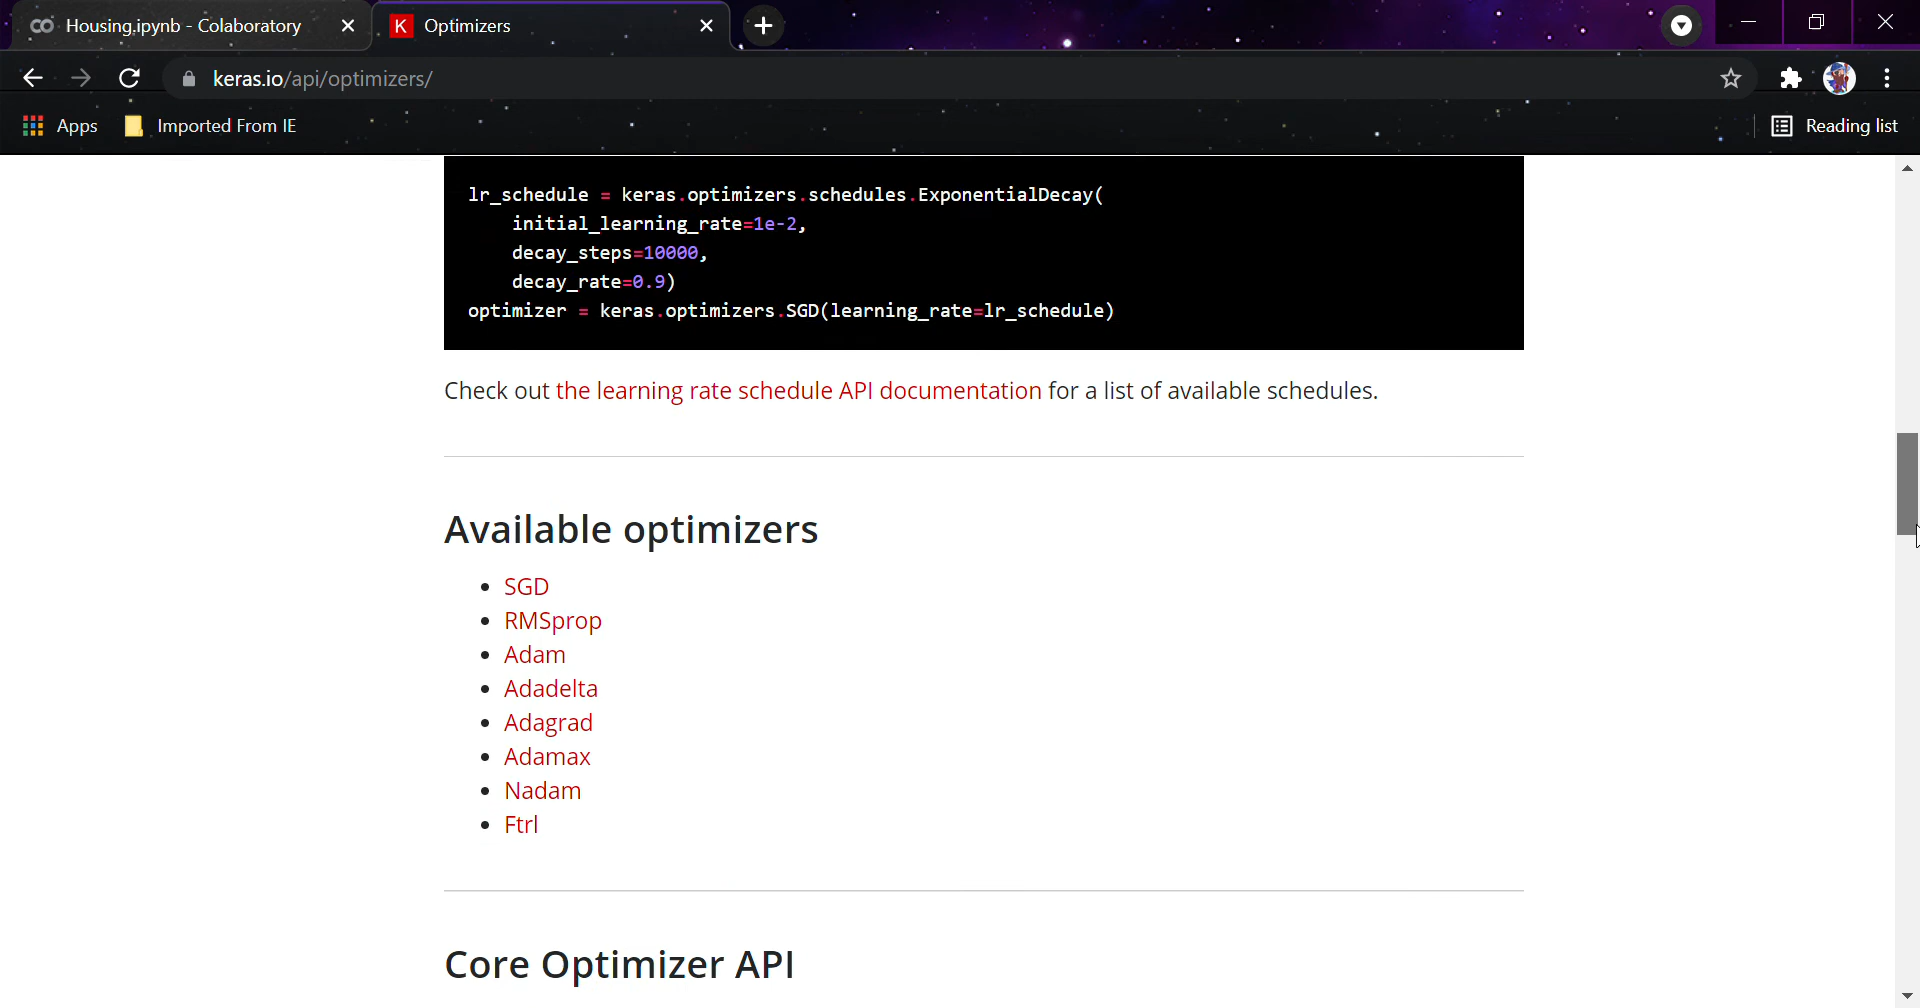 Housing.ipynb - Colaboratory
K Optimizers
keras.io/api/optimizers/
Apps Imported From IE Reading list
lr_schedule = keras.optimizers.schedules.ExponentialDecay(
    initial_learning_rate=1e-2,
    decay_steps=10000,
    decay_rate=0.9)
optimizer = keras.optimizers.SGD(learning_rate=lr_schedule)
Check out the learning rate schedule API documentation for a list of available schedules.
Available optimizers
SGD
RMSprop
Adam
Adadelta
Adagrad
Adamax
Nadam
Ftrl
Core Optimizer API